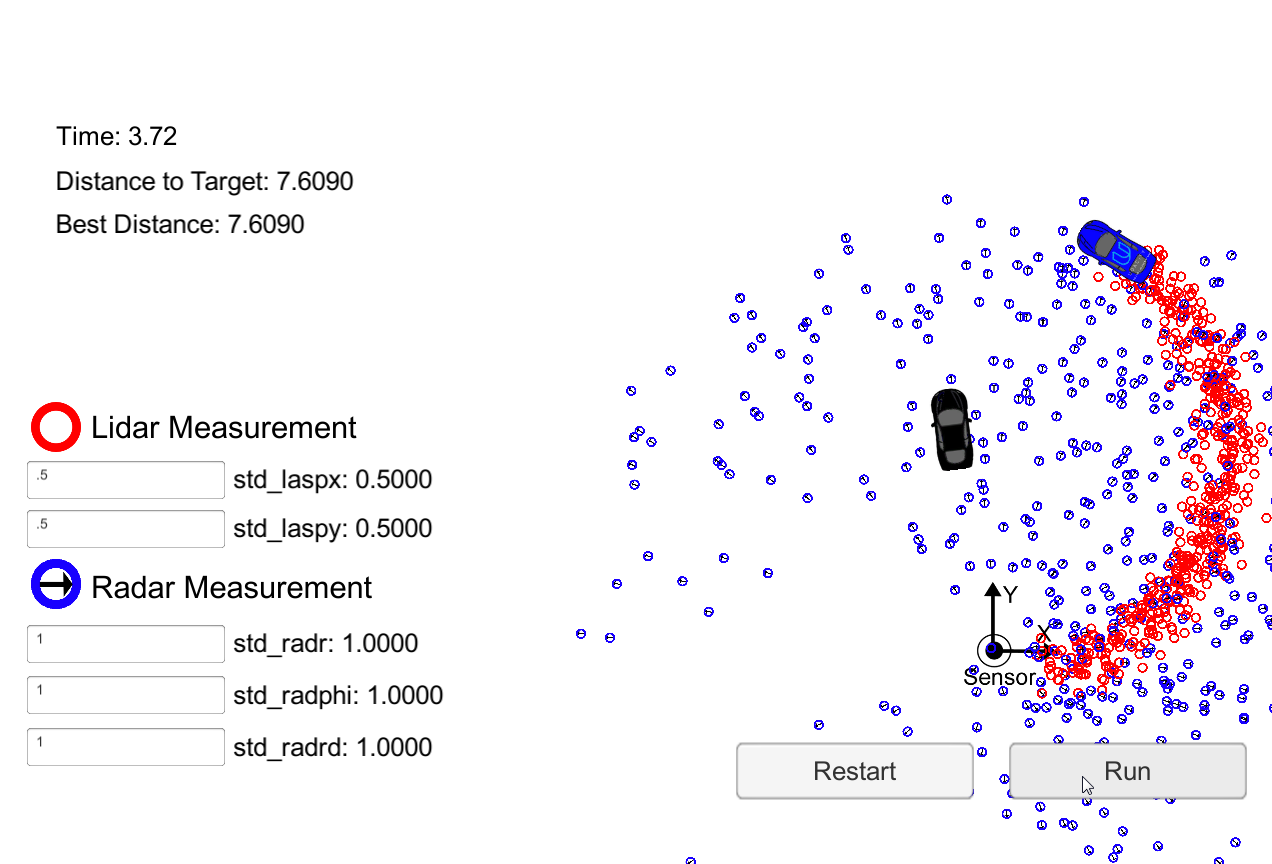 Time: 3.72
Distance to Target: 7.6090
Best Distance: 7.6090
Lidar Measurement
.5
std_laspx: 0.5000
.5
std_laspy: 0.5000
Radar Measurement
1
std_radr: 1.0000
1
std_radphi: 1.0000
1
std_radrd: 1.0000
Y
X
Sensor
Restart
Run